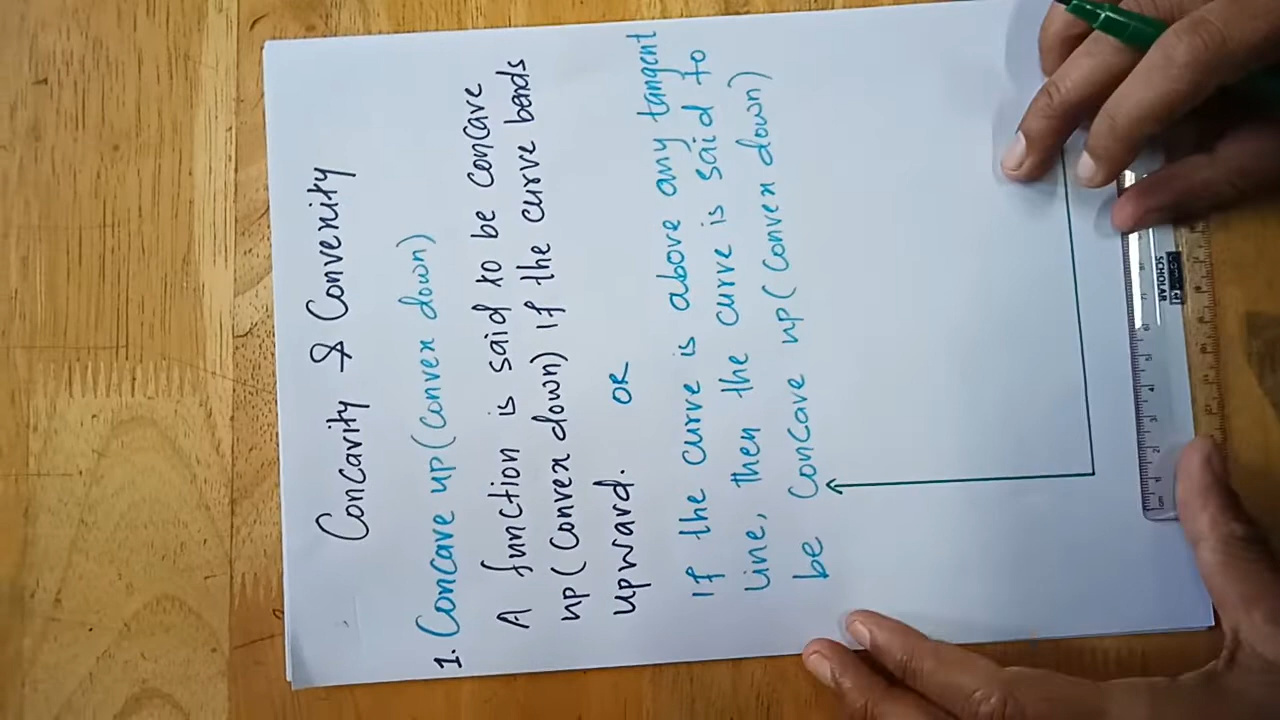 Concavity & Convenity
1. Concave up (Convex down)
A function is said to be concave
up (Convex down) if the curve bends
upward. OR
If the curve is above any tangent
Line, then the curve is said to
be Concave up (Convex down)
SCHOLAR